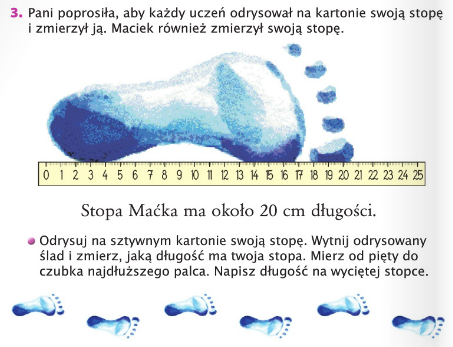 3. Pani poprosiła, aby każdy uczeń odrysował na kartonie swoją stopę
i zmierzył ją. Maciek również zmierzył swoją stopę.
0 1 2 3 4 5 6 7 8 9 10 11 12 13 14 15 16 17 18 19 20 21 22 23 24 25
Stopa Maćka ma około 20 cm długości.
Odrysuj na sztywnym kartonie swoją stopę. Wytnij odrysowany
ślad i zmierz, jaką długość ma twoja stopa. Mierz od pięty do
czubka najdłuższego palca. Napisz długość na wyciętej stopce.